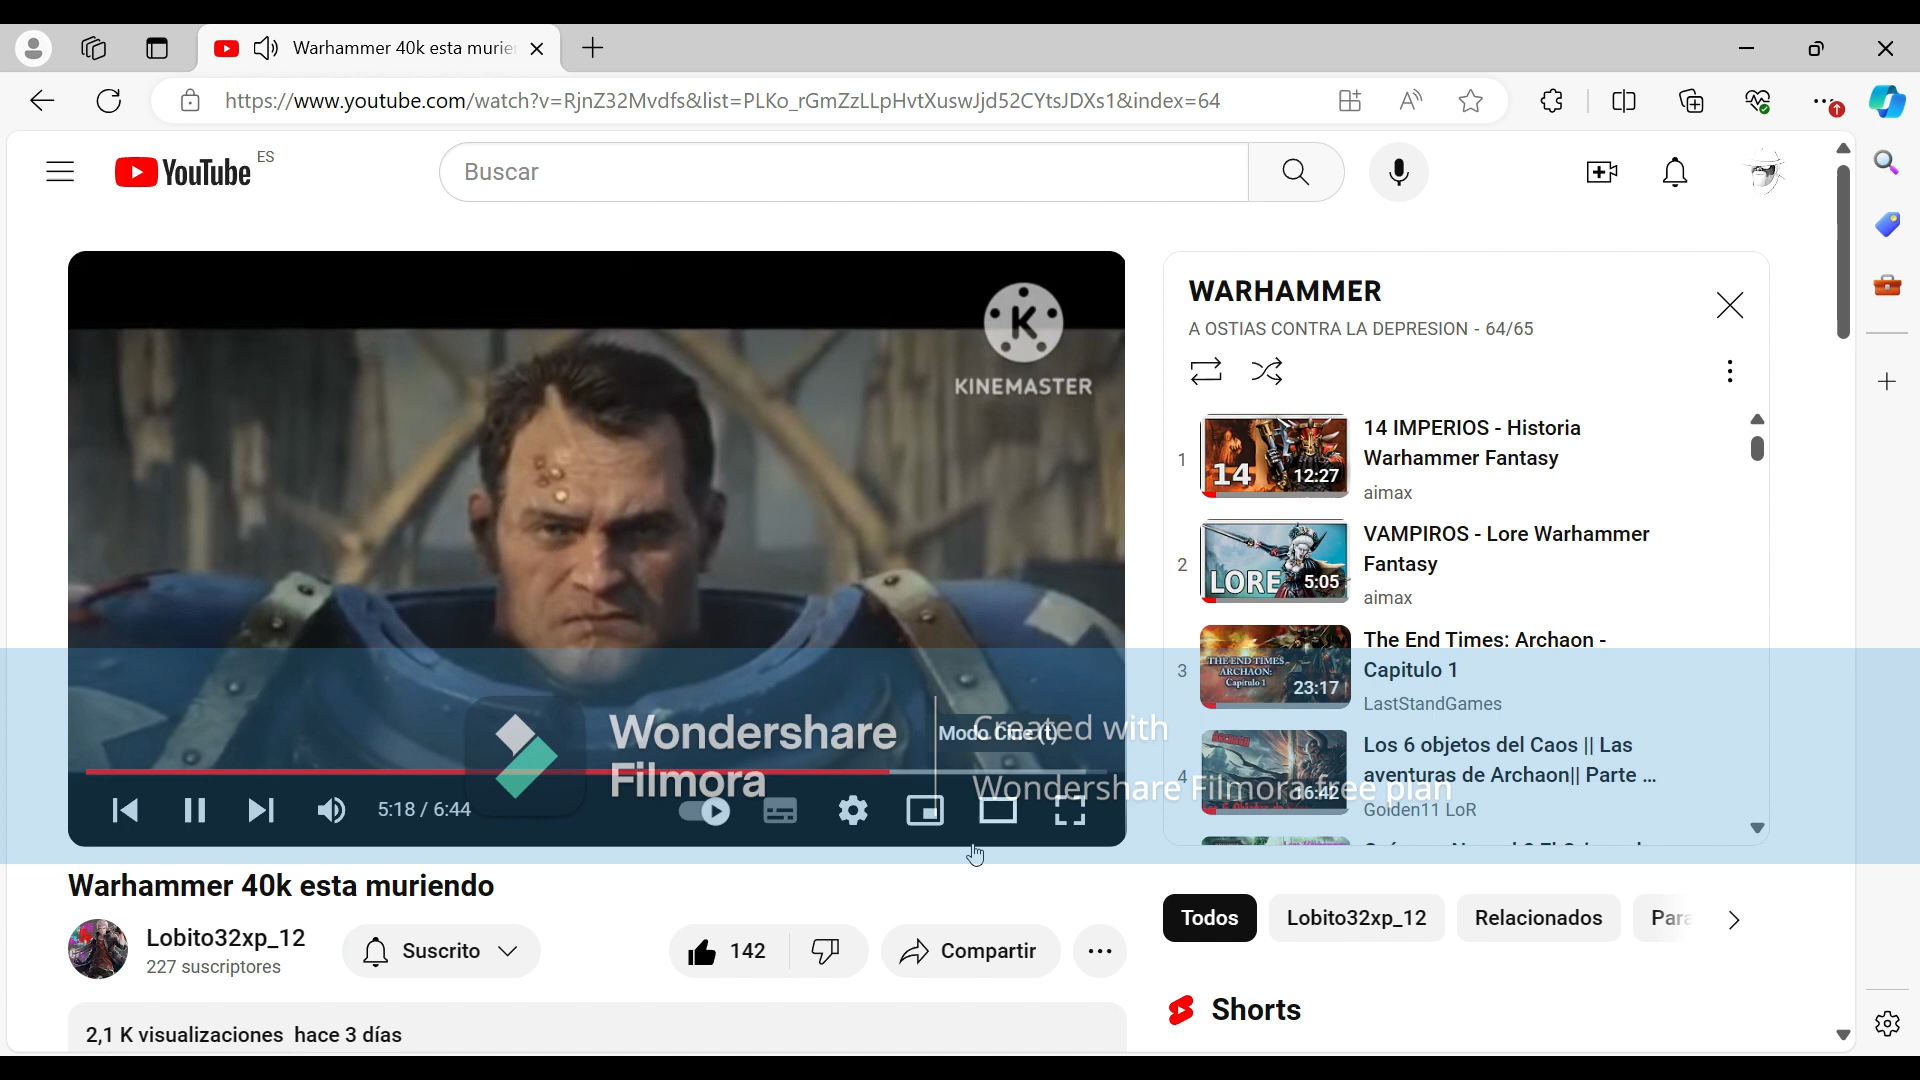 Warhammer 40k esta murie
https://www.youtube.com/watch?v=RjnZ32Mvdfs&list=PLKo_rGmZzLLpHvtXuswJjd52CYtsJDXs1&index=64
YouTube ES
Buscar
K
KINEMASTER
WARHAMMER
A OSTIAS CONTRA LA DEPRESION - 64/65
1
14
12:27
14 IMPERIOS - Historia
Warhammer Fantasy
aimax
2
LORE
5:05
VAMPIROS - Lore Warhammer
Fantasy
aimax
3
THE END TIMES:
ARCHAON:
Capitulo 1
23:17
The End Times: Archaon -
Capitulo 1
LastStandGames
4
16:42
Los 6 objetos del Caos || Las
aventuras de Archaon|| Parte ...
Golden11 LoR
Wondershare
Filmora
Modo Cine (t)
Created with
Wondershare Filmora free plan
5:18 / 6:44
Warhammer 40k esta muriendo
Lobito32xp_12
227 suscriptores
Suscrito
142
Compartir
2,1 K visualizaciones hace 3 días
Todos
Lobito32xp_12
Relacionados
Para
Shorts